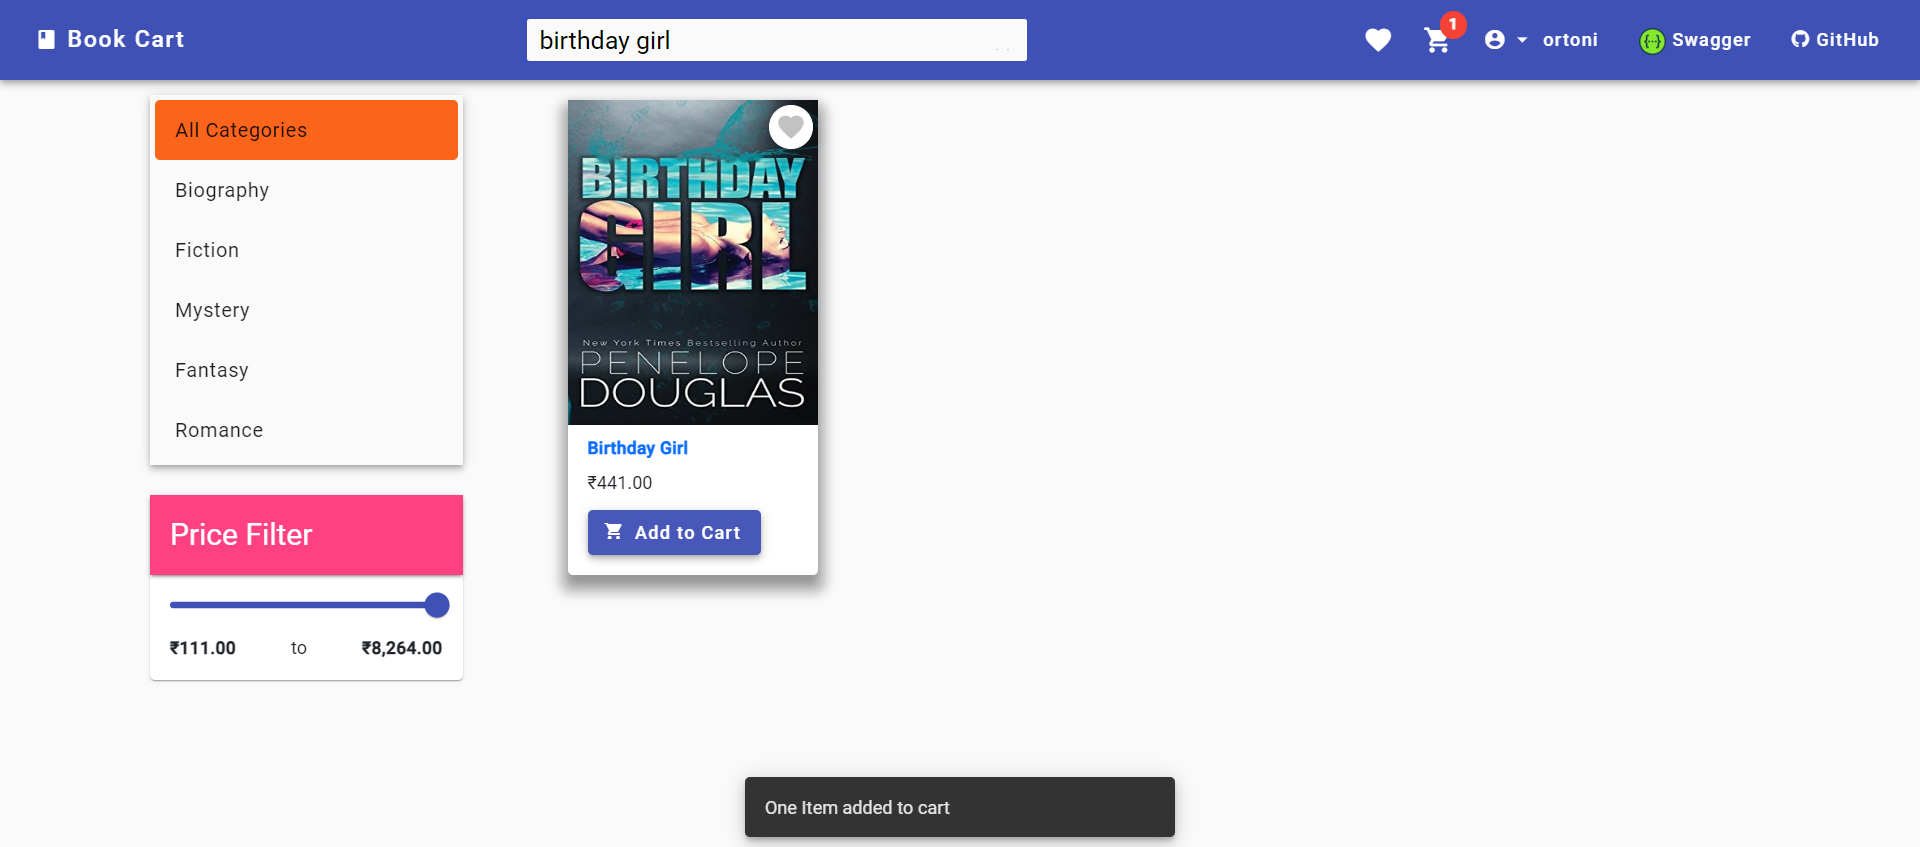 Book Cart
birthday girl
1
ortoni
Swagger
GitHub
All Categories
Biography
Fiction
Mystery
Fantasy
Romance
Price Filter
₹111.00 to ₹8,264.00
BIRTHDAY
GIRL
New York Times Bestselling Author
PENELOPE
DOUGLAS
Birthday Girl
₹441.00
Add to Cart
One Item added to cart